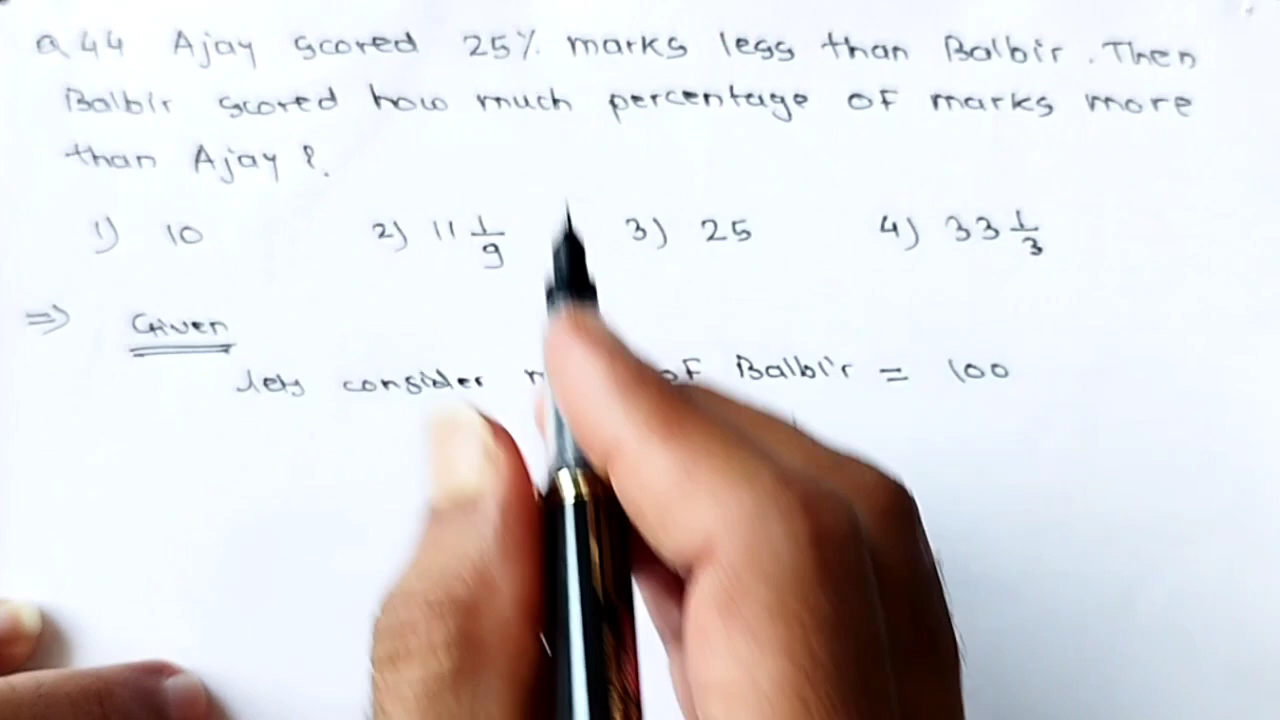 Q 44 Ajay scored 25% marks less than Balbir. Then
Balbir scored how much percentage of marks more
than Ajay ?.
1) 10 2) 11 1/9 3) 25 4) 33 1/3
⇒ Given
lets consider of Balbir = 100